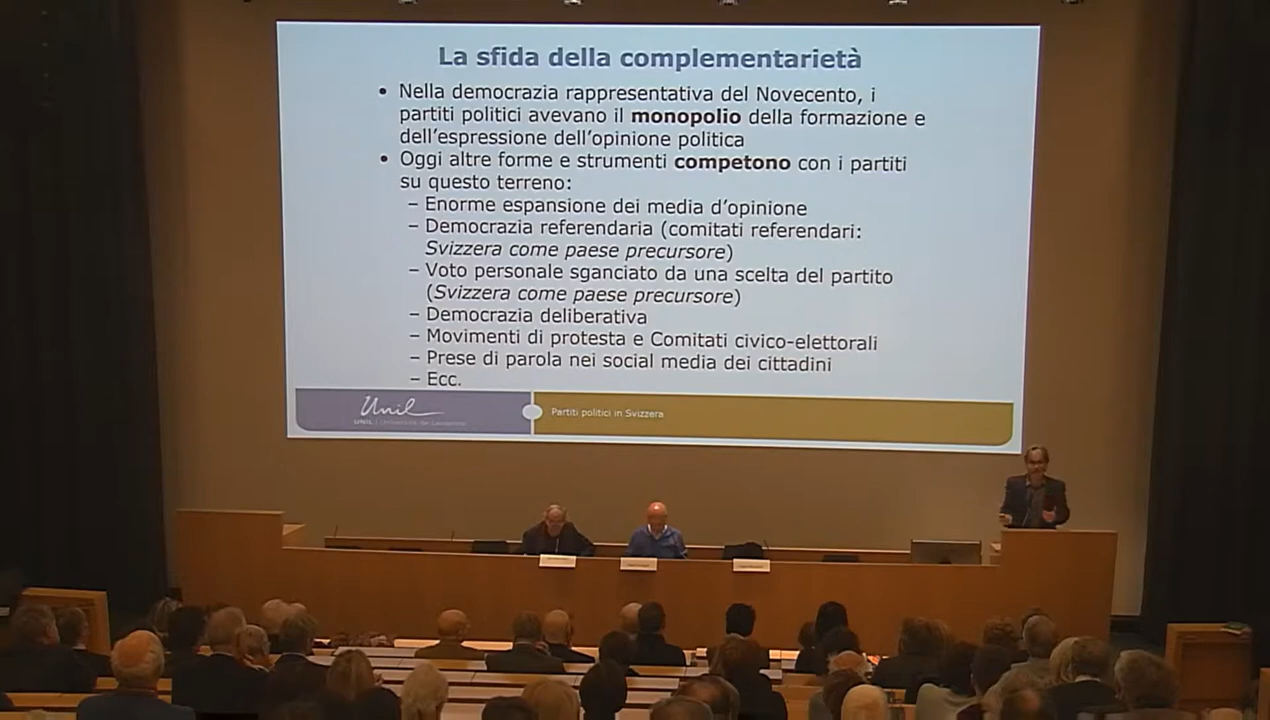 La sfida della complementarietà
• Nella democrazia rappresentativa del Novecento, i
partiti politici avevano il monopolio della formazione e
dell'espressione dell'opinione politica
• Oggi altre forme e strumenti competono con i partiti
su questo terreno:
– Enorme espansione dei media d'opinione
– Democrazia referendaria (comitati referendari:
Svizzera come paese precursore)
– Voto personale sganciato da una scelta del partito
(Svizzera come paese precursore)
– Democrazia deliberativa
– Movimenti di protesta e Comitati civico-elettorali
– Prese di parola nei social media dei cittadini
– Ecc.
Unil
UNIL | Université de Lausanne
Partiti politici in Svizzera